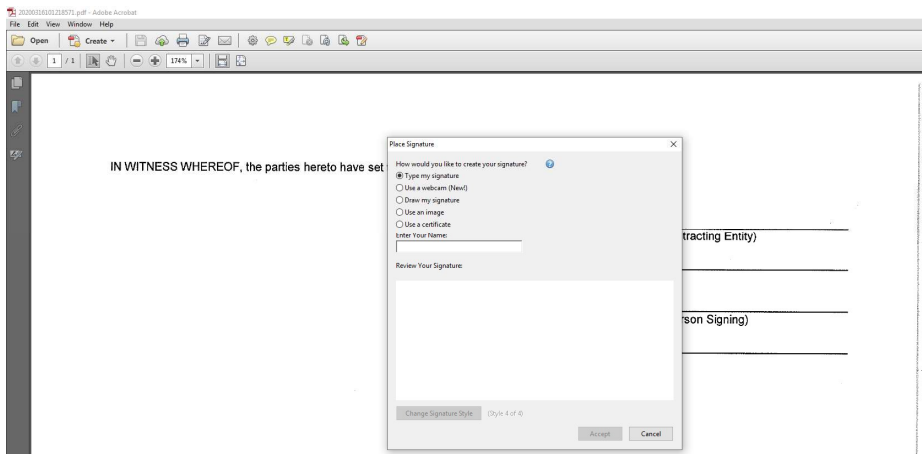 20200316101218571.pdf - Adobe Acrobat
File Edit View Window Help
Open Create
1 / 1 174%
Place Signature
How would you like to create your signature?
Type my signature
Use a webcam (New!)
Draw my signature
Use an image
Use a certificate
Enter Your Name:
Review Your Signature:
Change Signature Style (Style 4 of 4)
Accept Cancel
IN WITNESS WHEREOF, the parties hereto have set
tracting Entity)
rson Signing)